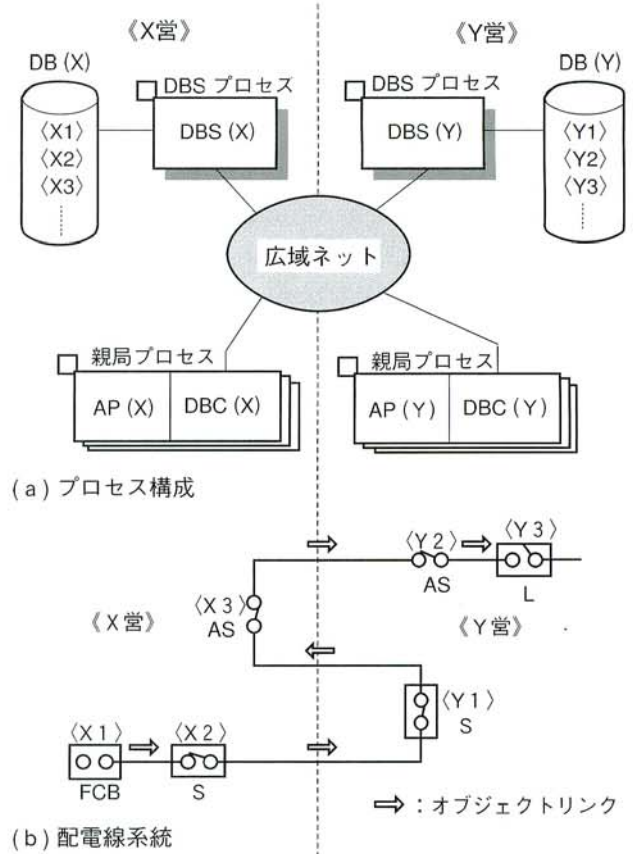 《X営》
《Y営》
DB (X)
DBS プロセス
DBS プロセス
DB (Y)
〈X1〉
〈X2〉
〈X3〉
DBS (X)
DBS (Y)
〈Y1〉
〈Y2〉
〈Y3〉
広域ネット
親局プロセス
親局プロセス
AP (X)
DBC (X)
AP (Y)
DBC (Y)
(a) プロセス構成
〈Y2〉
〈Y3〉
AS
L
〈X3〉
AS
《X営》
《Y営》
〈Y1〉
S
〈X1〉
〈X2〉
FCB
S
⇒：オブジェクトリンク
(b) 配電線系統